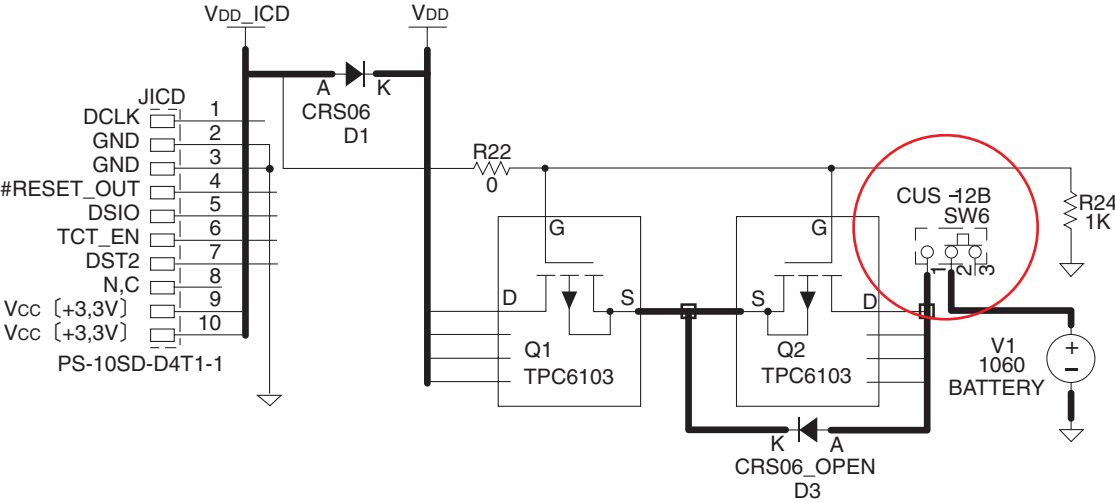 VDD_ICD
VDD
JICD
DCLK 1
GND 2
GND 3
#RESET_OUT 4
DSIO 5
TCT_EN 6
DST2 7
N,C 8
VCC〔+3,3V〕 9
VCC〔+3,3V〕 10
PS-10SD-D4T1-1
A K
CRS06
D1
R22
0
G
D S
Q1
TPC6103
G
S D
Q2
TPC6103
CUS -12B
SW6
1 2 3
R24
1K
V1
1060
BATTERY
+
−
K A
CRS06_OPEN
D3